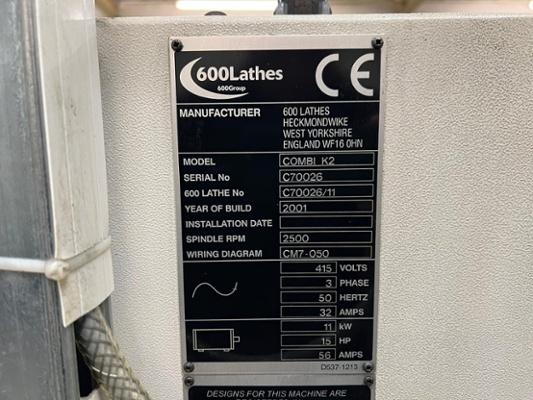 600Lathes
600Group
CE
MANUFACTURER 600 LATHES
HECKMONDWIKE
WEST YORKSHIRE
ENGLAND WF16 0HN
MODEL COMBI K2
SERIAL No C70026
600 LATHE No C70026/11
YEAR OF BUILD 2001
INSTALLATION DATE
SPINDLE RPM 2500
WIRING DIAGRAM CM7-050
415 VOLTS
3 PHASE
50 HERTZ
32 AMPS
11 kW
15 HP
56 AMPS
D537-1213
DESIGNS FOR THIS MACHINE ARE